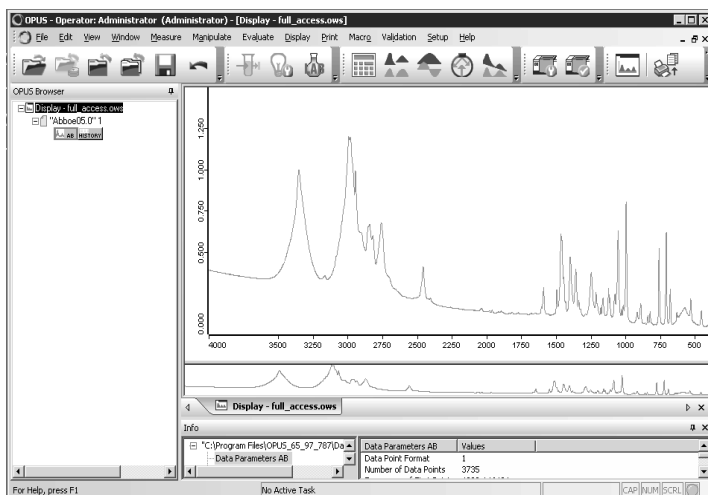 OPUS - Operator: Administrator (Administrator) - [Display - full_access.ows]
File Edit View Window Measure Manipulate Evaluate Display Print Macro Validation Setup Help
OPUS Browser
Display - full_access.ows
"Abboe05.0" 1
AB HISTORY
1.250
1.000
0.750
0.500
0.000
4000 3250 3000 2750 2500 2250 2000 1750 1500 1250 1000 750 500
Display - full_access.ows
Info
"C:\Program Files\OPUS_65_97_787\Da
Data Parameters AB
Data Parameters AB Values
Data Point Format 1
Number of Data Points 3735
For Help, press F1
No Active Task
CAP NUM SCRL